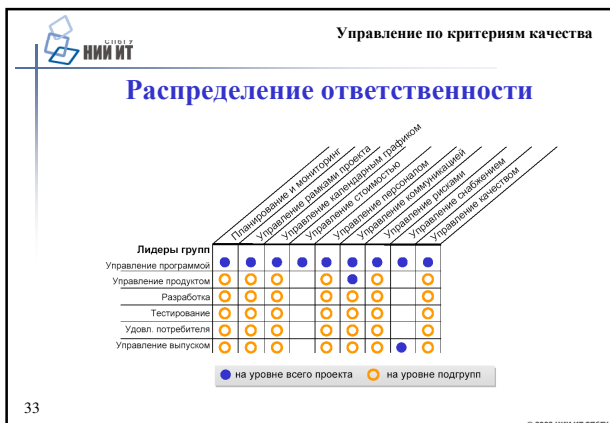 СПБГУ
НИИ ИТ
Управление по критериям качества
Распределение ответственности
Планирование и мониторинг
Управление рамками проекта
Управление календарным графиком
Управление стоимостью
Управление персоналом
Управление коммуникацией
Управление рисками
Управление снабжением
Управление качеством
Лидеры групп
Управление программой
Управление продуктом
Разработка
Тестирование
Удовл. потребителя
Управление выпуском
на уровне всего проекта на уровне подгрупп
33